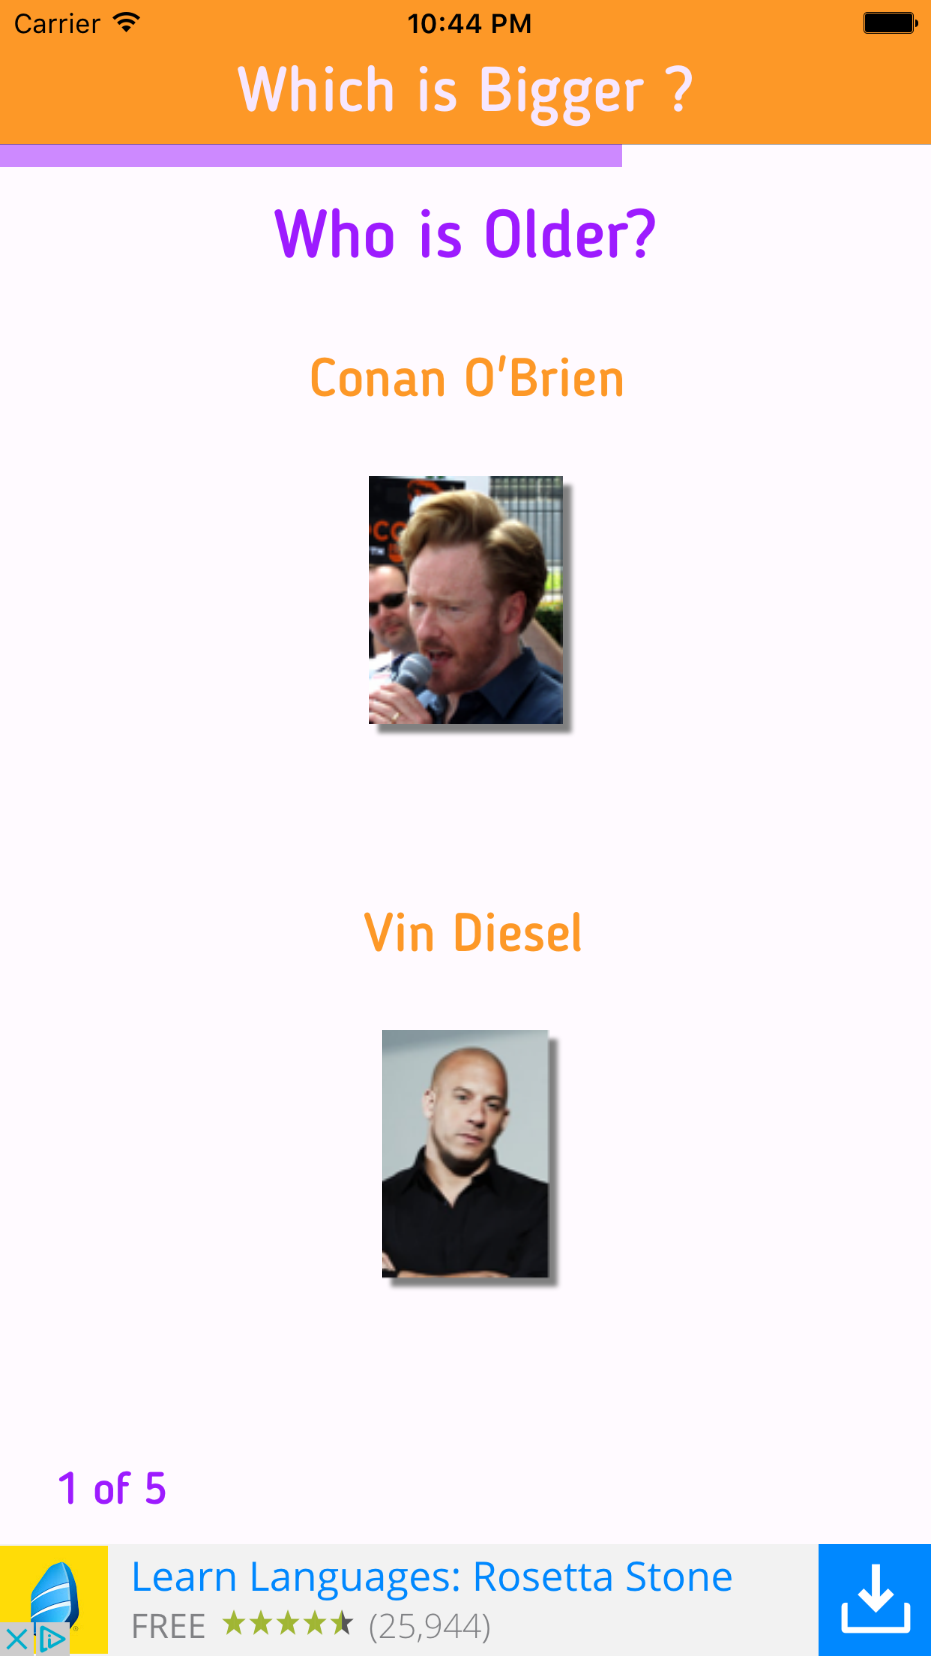 Carrier 10:44 PM
Which is Bigger ?
Who is Older?
Conan O'Brien
Vin Diesel
1 of 5
Learn Languages: Rosetta Stone
FREE (25,944)